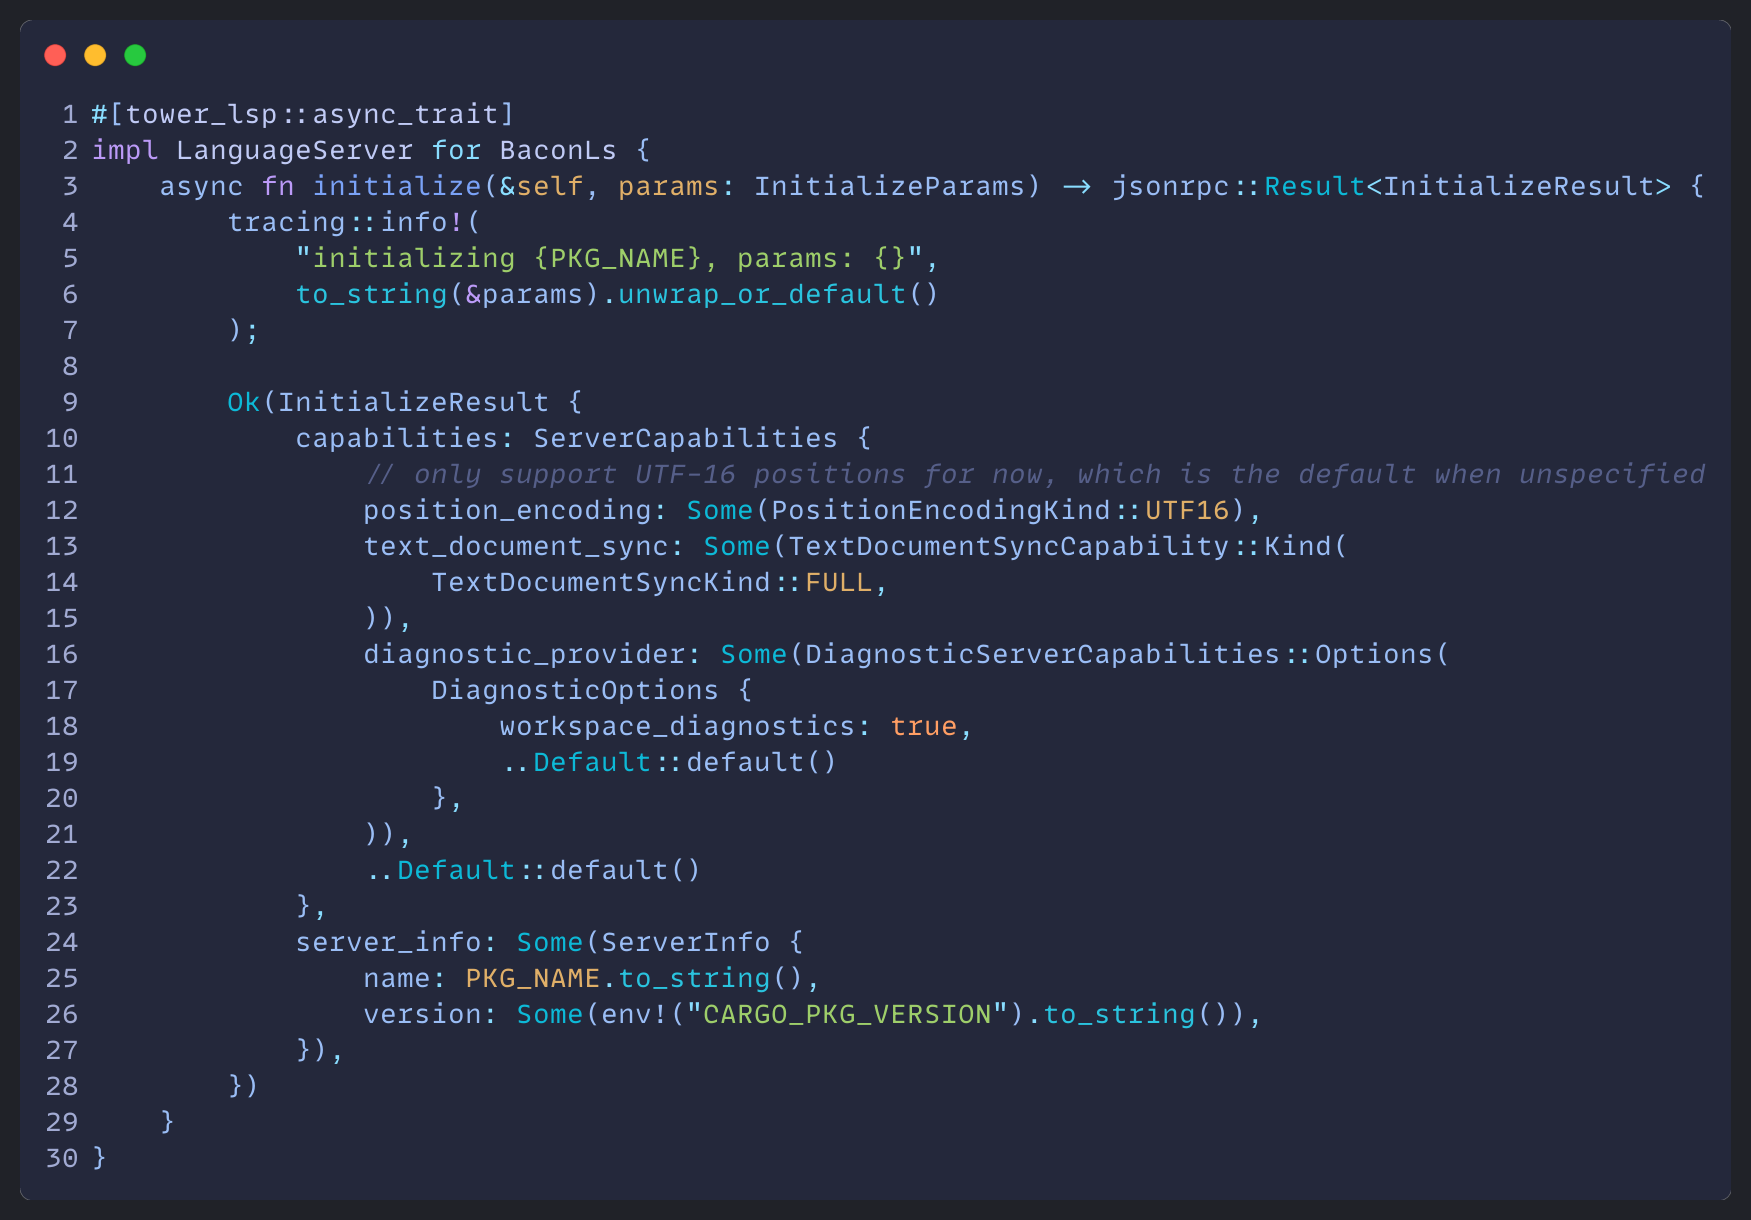 1 #[tower_lsp::async_trait]
2 impl LanguageServer for BaconLs {
3     async fn initialize(&self, params: InitializeParams) -> jsonrpc::Result<InitializeResult> {
4         tracing::info!(
5             "initializing {PKG_NAME}, params: {}",
6             to_string(&params).unwrap_or_default()
7         );
8
9         Ok(InitializeResult {
10             capabilities: ServerCapabilities {
11                 // only support UTF-16 positions for now, which is the default when unspecified
12                 position_encoding: Some(PositionEncodingKind::UTF16),
13                 text_document_sync: Some(TextDocumentSyncCapability::Kind(
14                     TextDocumentSyncKind::FULL,
15                 )),
16                 diagnostic_provider: Some(DiagnosticServerCapabilities::Options(
17                     DiagnosticOptions {
18                         workspace_diagnostics: true,
19                         ..Default::default()
20                     },
21                 )),
22                 ..Default::default()
23             },
24             server_info: Some(ServerInfo {
25                 name: PKG_NAME.to_string(),
26                 version: Some(env!("CARGO_PKG_VERSION").to_string()),
27             }),
28         })
29     }
30 }